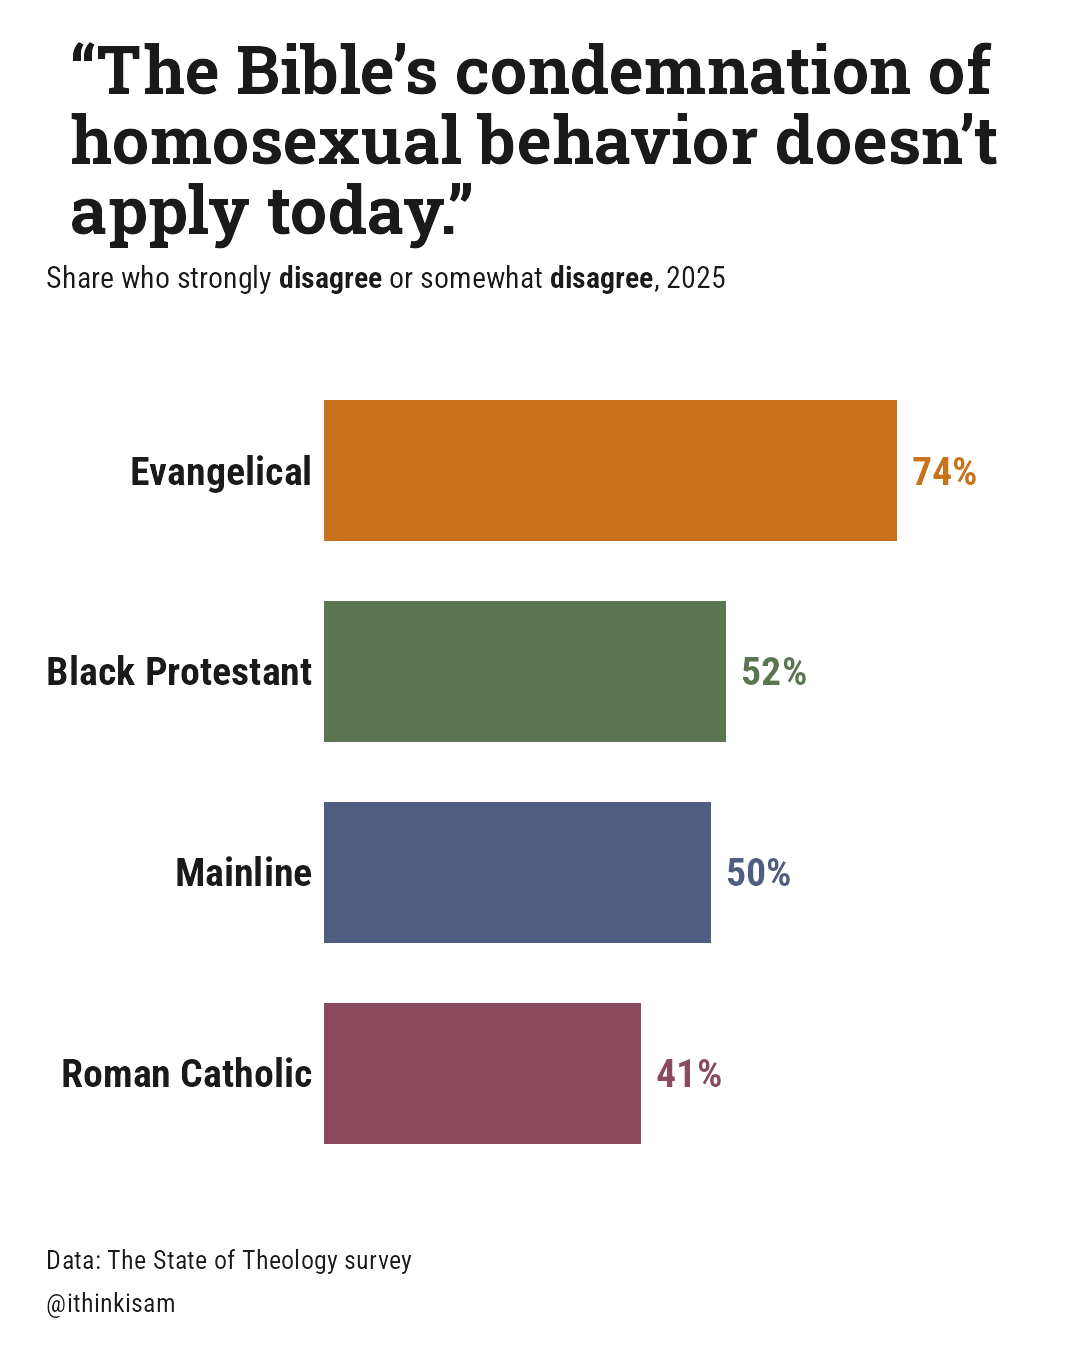 “The Bible’s condemnation of
homosexual behavior doesn’t
apply today.”
Share who strongly disagree or somewhat disagree, 2025
Evangelical 74%
Black Protestant 52%
Mainline 50%
Roman Catholic 41%
Data: The State of Theology survey
@ithinkisam